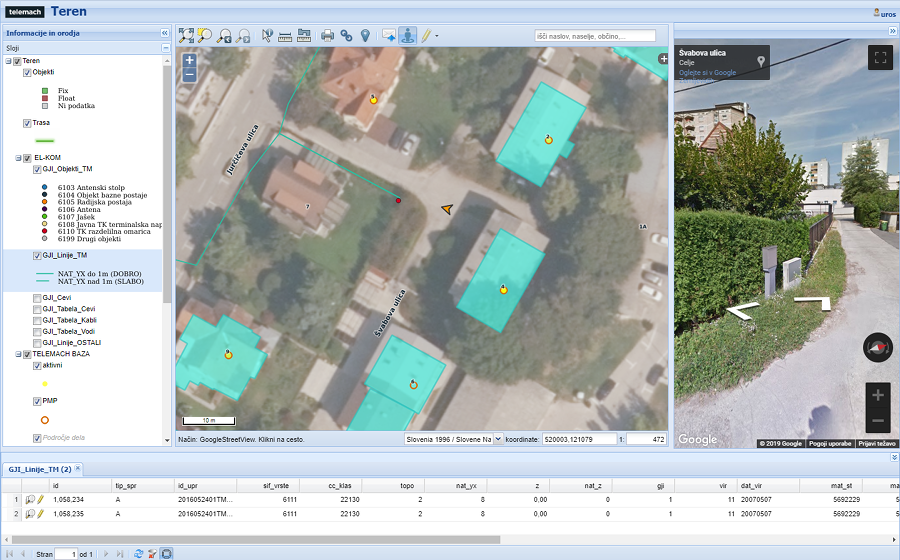 telemach Teren
uros
Informacije in orodja
Sloji
Teren
Objekti
Fix
Float
Ni podatka
Trasa
EL-KOM
GJI_Objekti_TM
6103 Antenski stolp
6104 Objekt bazne postaje
6105 Radijska postaja
6106 Antena
6107 Jašek
6108 Javna TK terminalska nap
6110 TK razdelilna omarica
6199 Drugi objekti
GJI_Linije_TM
NAT_YX do 1m (DOBRO)
NAT_YX nad 1m (SLABO)
GJI_Cevi
GJI_Tabela_Cevi
GJI_Tabela_Kabli
GJI_Tabela_Vodi
GJI_Linije_OSTALI
TELEMACH BAZA
aktivni
PMP
Področje dela
išči naslov, naselje, občino,...
Jurčičeva ulica
Švabova ulica
5
2
7
1A
4
9
6
10 m
Način: GoogleStreetView. Klikni na cesto.
Slovenia 1996 / Slovene Na
koordinate: 520003,121079
1: 472
Švabova ulica
Celje
Oglejte si v Google
Google
© 2019 Google Pogoji uporabe Prijavi težavo
GJI_Linije_TM (2)
id tip_spr id_upr sif_vrste cc_klas topo nat_yx z nat_z gji vir dat_vir mat_st ma
1 1,058,234 A 2016052401TM... 6111 22130 2 8 0,00 0 1 11 20070507 5692229
2 1,058,235 A 2016052401TM... 6111 22130 2 8 0,00 0 1 11 20070507 5692229
Stran 1 od 1